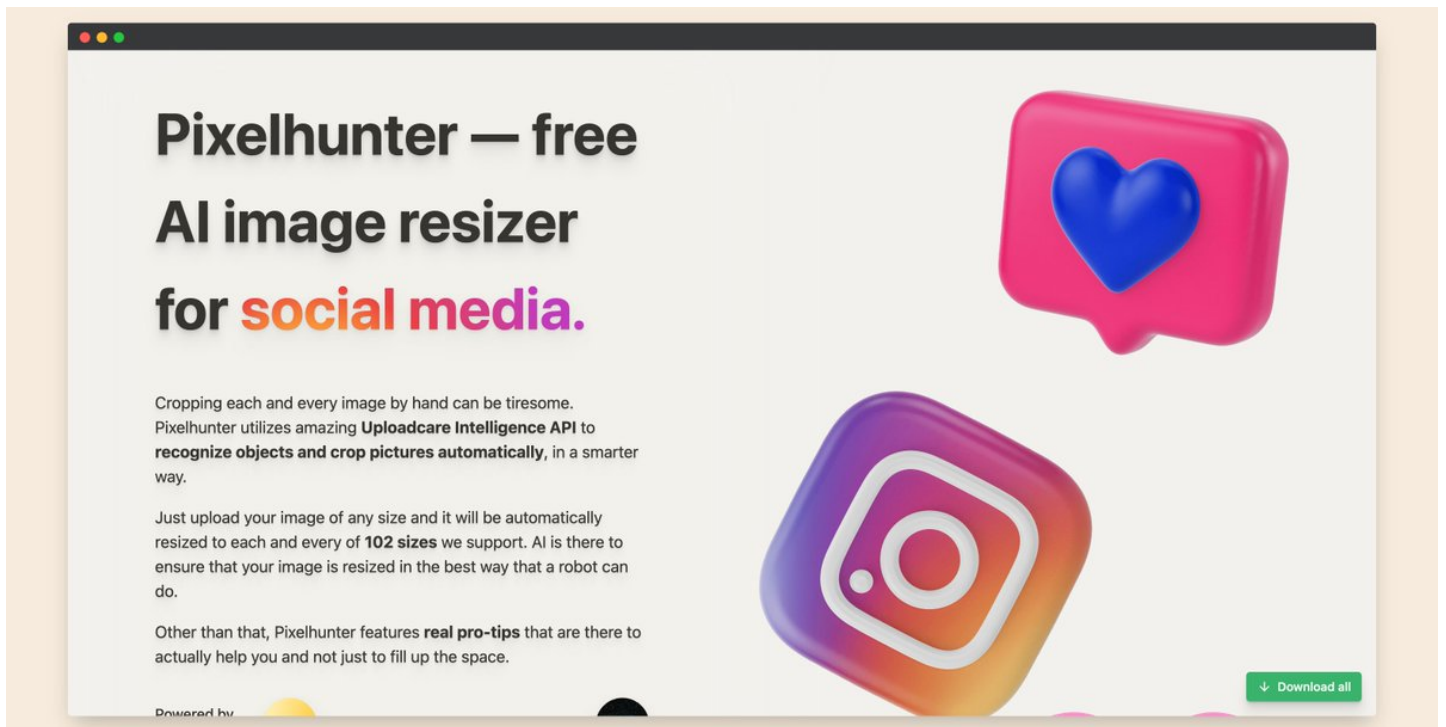 Pixelhunter — free
AI image resizer
for social media.
Cropping each and every image by hand can be tiresome.
Pixelhunter utilizes amazing Uploadcare Intelligence API to
recognize objects and crop pictures automatically, in a smarter
way.
Just upload your image of any size and it will be automatically
resized to each and every of 102 sizes we support. AI is there to
ensure that your image is resized in the best way that a robot can
do.
Other than that, Pixelhunter features real pro-tips that are there to
actually help you and not just to fill up the space.
Powered by
Download all